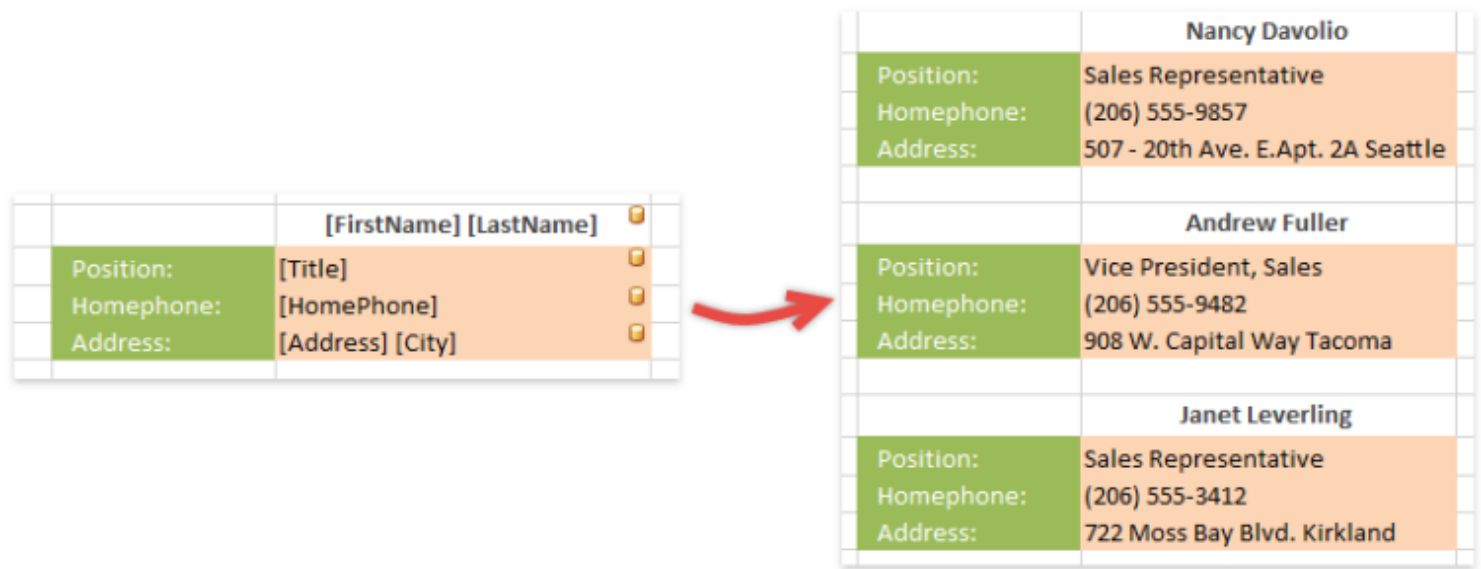 [FirstName] [LastName]
Position: [Title]
Homephone: [HomePhone]
Address: [Address] [City]
Nancy Davolio
Position: Sales Representative
Homephone: (206) 555-9857
Address: 507 - 20th Ave. E.Apt. 2A Seattle
Andrew Fuller
Position: Vice President, Sales
Homephone: (206) 555-9482
Address: 908 W. Capital Way Tacoma
Janet Leverling
Position: Sales Representative
Homephone: (206) 555-3412
Address: 722 Moss Bay Blvd. Kirkland